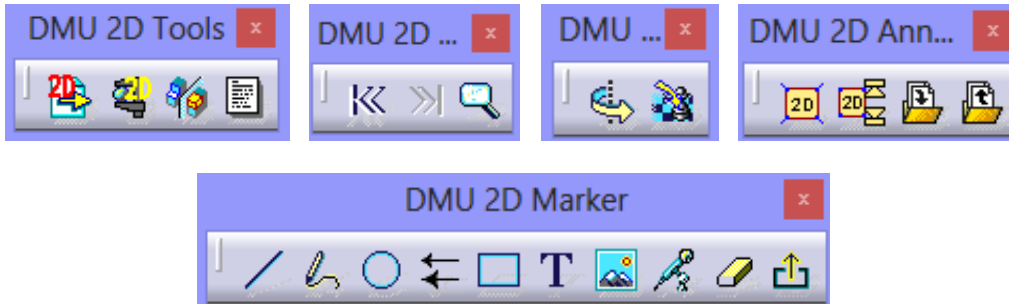 DMU 2D Tools x
DMU 2D ... x
DMU ... x
DMU 2D Ann... x
2D
2D
2D
2D
DMU 2D Marker x
T